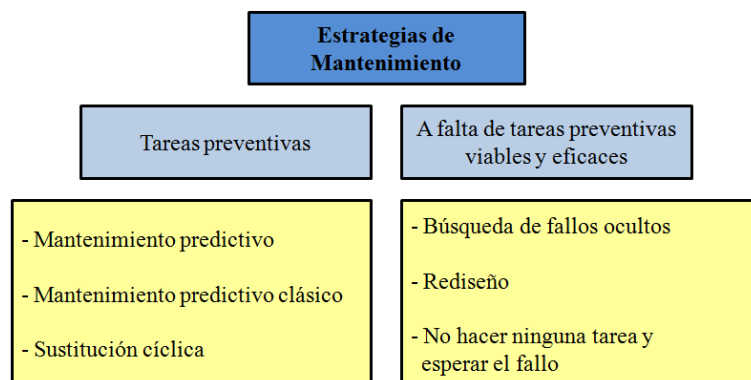 Estrategias de
Mantenimiento
Tareas preventivas
A falta de tareas preventivas
viables y eficaces
- Mantenimiento predictivo
- Mantenimiento predictivo clásico
- Sustitución cíclica
- Búsqueda de fallos ocultos
- Rediseño
- No hacer ninguna tarea y
esperar el fallo